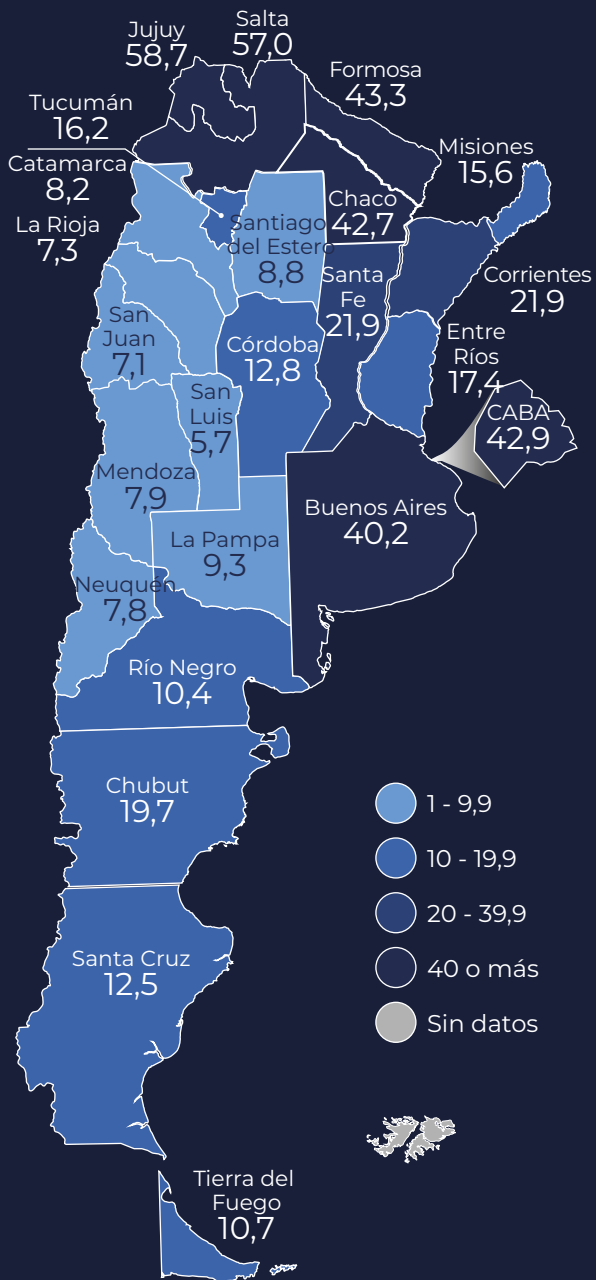 Jujuy
58,7
Salta
57,0
Formosa
43,3
Tucumán
16,2
Misiones
15,6
Catamarca
8,2
La Rioja
7,3
Chaco
42,7
Santiago
del Estero
8,8
Corrientes
21,9
Santa
Fe
21,9
San
Juan
7,1
Córdoba
12,8
Entre
Ríos
17,4
San
Luis
5,7
CABA
42,9
Mendoza
7,9
Buenos Aires
40,2
La Pampa
9,3
Neuquén
7,8
Río Negro
10,4
Chubut
19,7
1 - 9,9
10 - 19,9
20 - 39,9
40 o más
Sin datos
Santa Cruz
12,5
Tierra del
Fuego
10,7